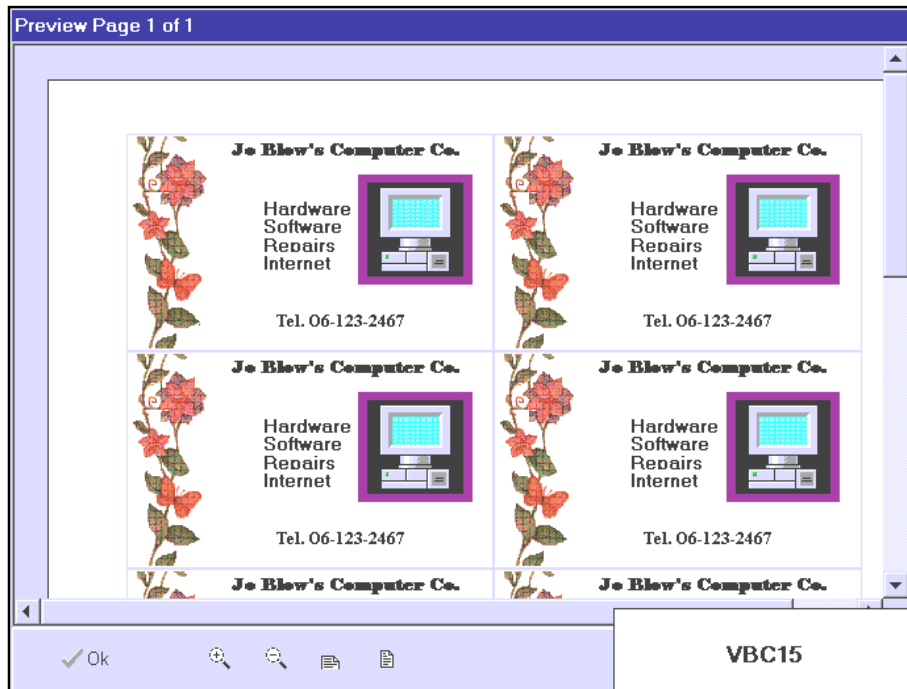 Preview Page 1 of 1
Jo Blow's Computer Co.
Hardware
Software
Repairs
Internet
Tel. 06-123-2467
Jo Blow's Computer Co.
Hardware
Software
Repairs
Internet
Tel. 06-123-2467
Jo Blow's Computer Co.
Hardware
Software
Repairs
Internet
Tel. 06-123-2467
Jo Blow's Computer Co.
Hardware
Software
Repairs
Internet
Tel. 06-123-2467
Jo Blow's Computer Co.
Jo Blow's Computer Co.
Ok
VBC15